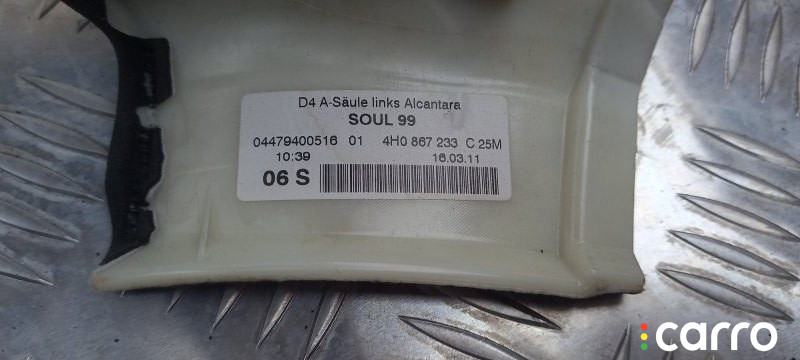 D4 A-Säule links Alcantara
SOUL 99
04479400516 01 4H0 867 233 C 25M
10:39 16.03.11
06 S
carro